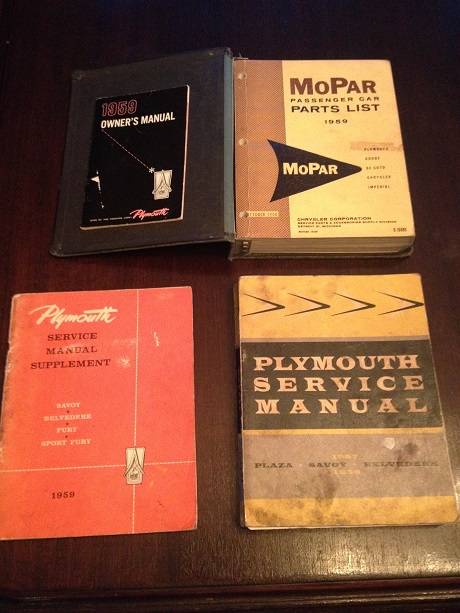 1959
OWNER'S MANUAL
Plymouth
MOPAR
PASSENGER CAR
PARTS LIST
1959
PLYMOUTH
DODGE
DE SOTO
CHRYSLER
IMPERIAL
MOPAR
CHRYSLER CORPORATION
DETROIT 31, MICHIGAN
Plymouth
SERVICE
MANUAL
SUPPLEMENT
SAVOY
BELVEDERE
FURY
SPORT FURY
1959
PLYMOUTH
SERVICE
MANUAL
1957
PLAZA • SAVOY • BELVEDERE
1958